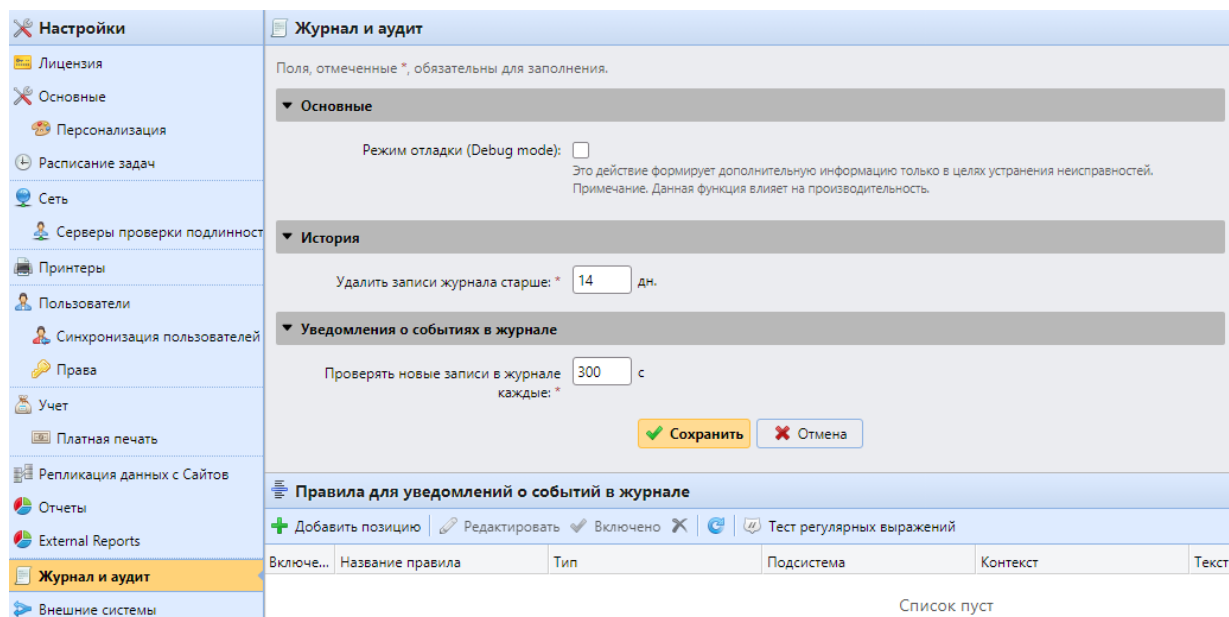 Настройки
Лицензия
Основные
Персонализация
Расписание задач
Сеть
Серверы проверки подлинност
Принтеры
Пользователи
Синхронизация пользователей
Права
Учет
Платная печать
Репликация данных с Сайтов
Отчеты
External Reports
Журнал и аудит
Внешние системы
Журнал и аудит
Поля, отмеченные *, обязательны для заполнения.
Основные
Режим отладки (Debug mode):
Это действие формирует дополнительную информацию только в целях устранения неисправностей.
Примечание. Данная функция влияет на производительность.
История
Удалить записи журнала старше: * 14 дн.
Уведомления о событиях в журнале
Проверять новые записи в журнале 300 с
каждые: *
Сохранить Отмена
Правила для уведомлений о событий в журнале
Добавить позицию Редактировать Включено Тест регулярных выражений
Включе... Название правила Тип Подсистема Контекст Текст
Список пуст